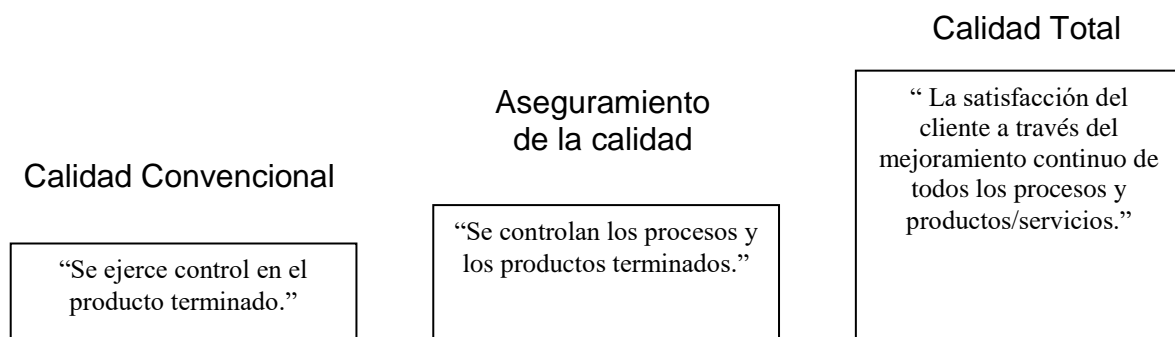 Calidad Convencional
“Se ejerce control en el
producto terminado.”
Aseguramiento
de la calidad
“Se controlan los procesos y
los productos terminados.”
Calidad Total
“ La satisfacción del
cliente a través del
mejoramiento continuo de
todos los procesos y
productos/servicios.”